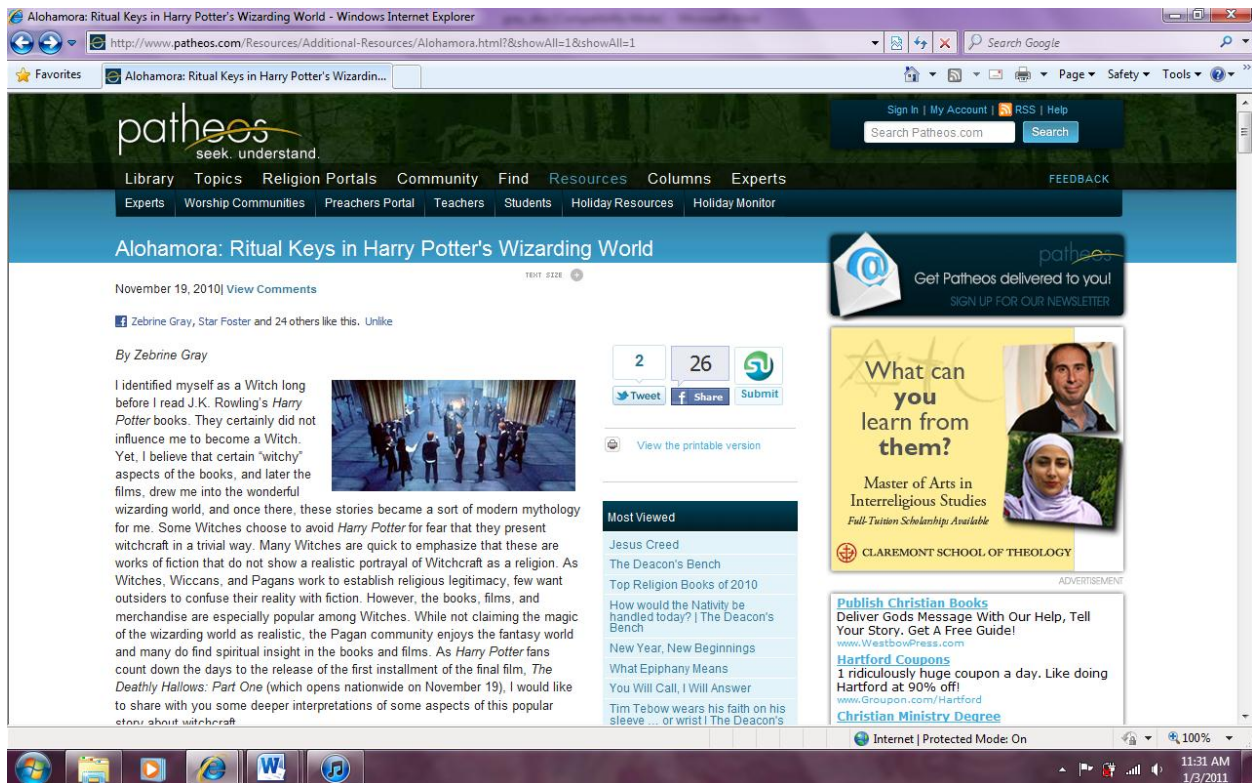 Alohamora: Ritual Keys in Harry Potter's Wizarding World - Windows Internet Explorer
http://www.patheos.com/Resources/Additional-Resources/Alohamora.html?&showAll=1&showAll=1
Search Google
Favorites
Alohamora: Ritual Keys in Harry Potter's Wizardin...
Page Safety Tools
patheos
seek. understand.
Sign In | My Account | RSS | Help
Search Patheos.com Search
Library Topics Religion Portals Community Find Resources Columns Experts
FEEDBACK
Experts Worship Communities Preachers Portal Teachers Students Holiday Resources Holiday Monitor
Alohamora: Ritual Keys in Harry Potter's Wizarding World
TEXT SIZE
November 19, 2010| View Comments
Zebrine Gray, Star Foster and 24 others like this. Unlike
By Zebrine Gray
I identified myself as a Witch long
before I read J.K. Rowling's Harry
Potter books. They certainly did not
influence me to become a Witch.
Yet, I believe that certain "witchy"
aspects of the books, and later the
films, drew me into the wonderful
wizarding world, and once there, these stories became a sort of modern mythology
for me. Some Witches choose to avoid Harry Potter for fear that they present
witchcraft in a trivial way. Many Witches are quick to emphasize that these are
works of fiction that do not show a realistic portrayal of Witchcraft as a religion. As
Witches, Wiccans, and Pagans work to establish religious legitimacy, few want
outsiders to confuse their reality with fiction. However, the books, films, and
merchandise are especially popular among Witches. While not claiming the magic
of the wizarding world as realistic, the Pagan community enjoys the fantasy world
and many do find spiritual insight in the books and films. As Harry Potter fans
count down the days to the release of the first installment of the final film, The
Deathly Hallows: Part One (which opens nationwide on November 19), I would like
to share with you some deeper interpretations of some aspects of this popular
story about witchcraft.
2
Tweet
26
Share
Submit
View the printable version
Most Viewed
Jesus Creed
The Deacon's Bench
Top Religion Books of 2010
How would the Nativity be
handled today? | The Deacon's
Bench
New Year, New Beginnings
What Epiphany Means
You Will Call, I Will Answer
Tim Tebow wears his faith on his
sleeve ... or wrist | The Deacon's
patheos
Get Patheos delivered to you!
SIGN UP FOR OUR NEWSLETTER
What can
you
learn from
them?
Master of Arts in
Interreligious Studies
Full-Tuition Scholarships Available
CLAREMONT SCHOOL OF THEOLOGY
ADVERTISEMENT
Publish Christian Books
Deliver Gods Message With Our Help, Tell
Your Story. Get A Free Guide!
www.WestbowPress.com
Hartford Coupons
1 ridiculously huge coupon a day. Like doing
Hartford at 90% off!
www.Groupon.com/Hartford
Christian Ministry Degree
Internet | Protected Mode: On
100%
11:31 AM
1/3/2011